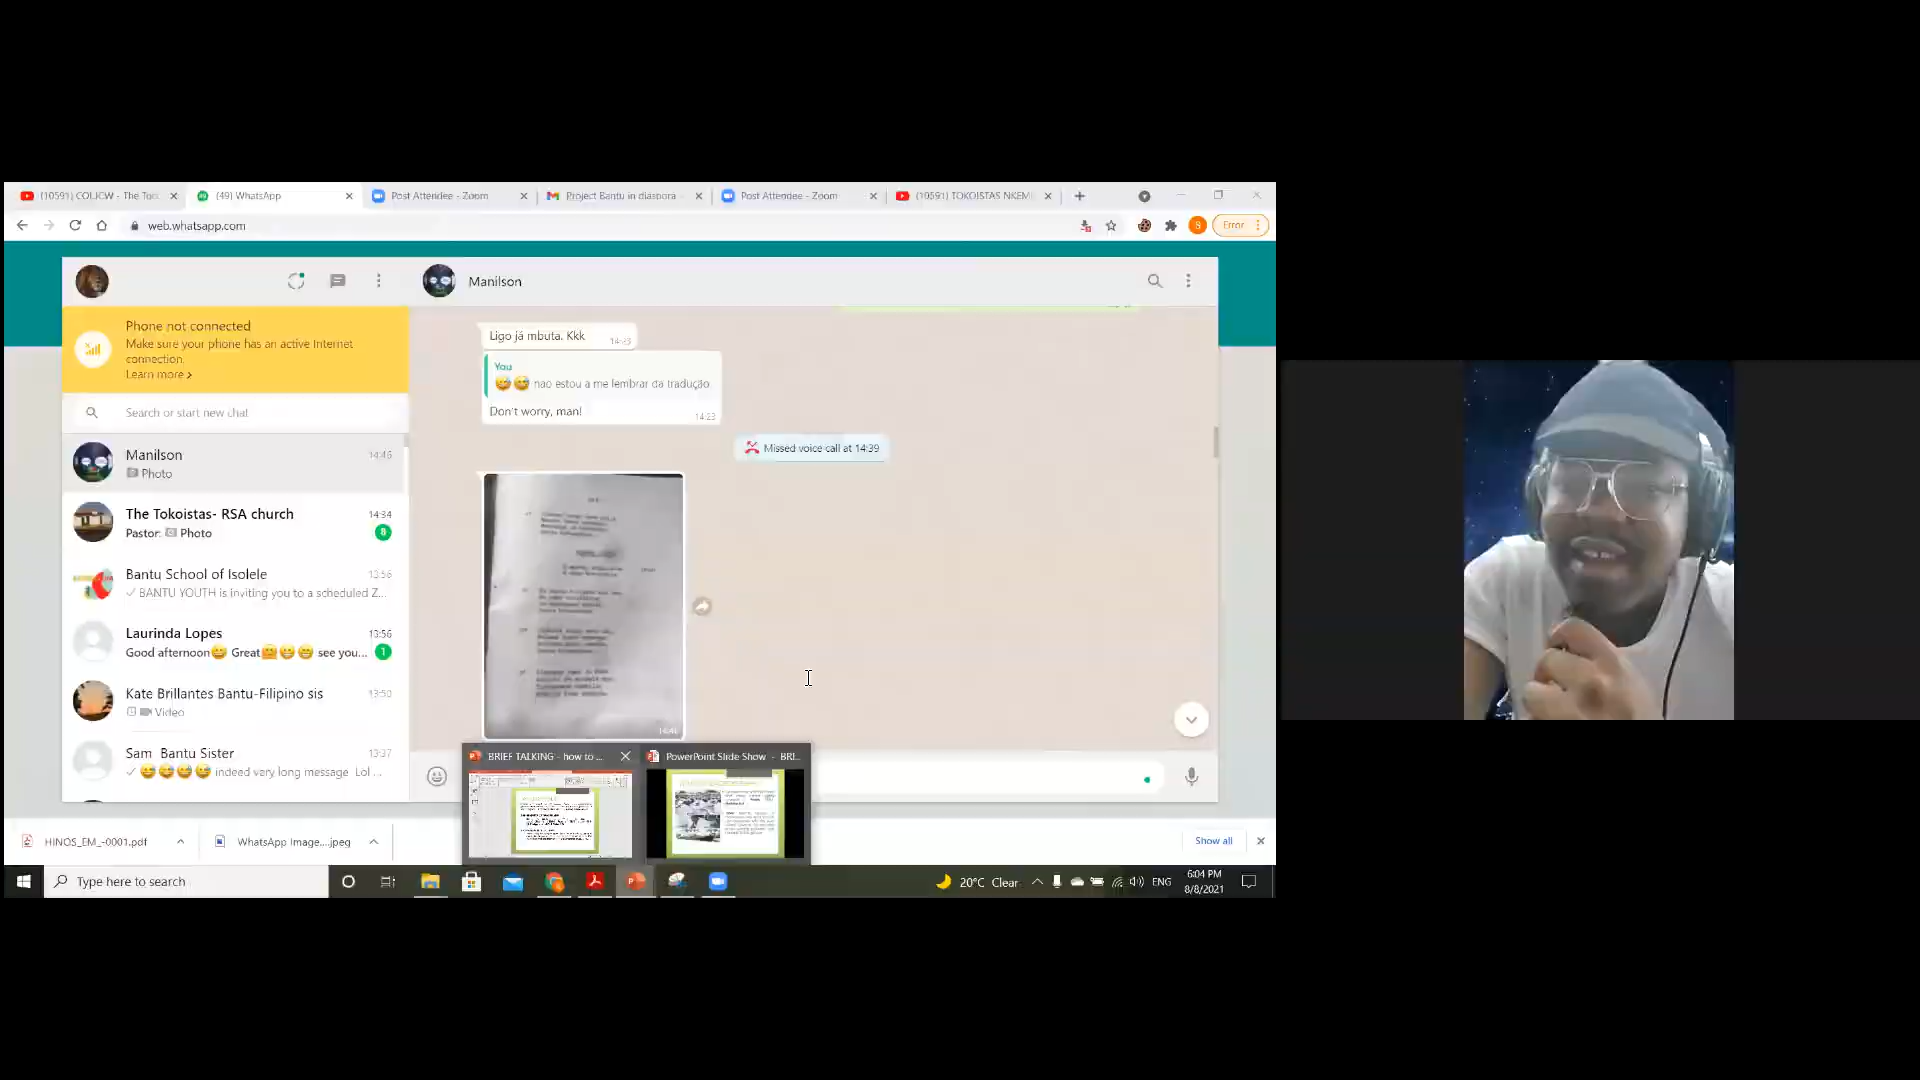 (10591) COLICW - The Toc
(49) WhatsApp
Post Attendee - Zoom
Project Bantu in diaspora -
Post Attendee - Zoom
(10591) TOKOISTAS NKEM
web.whatsapp.com
Error
Manilson
Phone not connected
Make sure your phone has an active Internet
connection.
Learn more >
Search or start new chat
Manilson
14:46
Photo
The Tokoistas- RSA church
14:34
Pastor: Photo
8
Bantu School of Isolele
13:56
BANTU YOUTH is inviting you to a scheduled Z...
Laurinda Lopes
13:56
Good afternoon😄 Great🤗😁😁 see you...
1
Kate Brillantes Bantu-Filipino sis
13:50
Video
Sam Bantu Sister
13:37
😅😅😅😅 indeed very long message Lol ...
Ligo já mbuta. Kkk
14:23
You
😅😅 nao estou a me lembrar da tradução
Don't worry, man!
14:23
Missed voice call at 14:39
BRIEF TALKING - how to ...
PowerPoint Slide Show - BRI...
HINOS_EM_-0001.pdf
WhatsApp Image....jpeg
Show all
Type here to search
20°C Clear
ENG
6:04 PM
8/8/2021